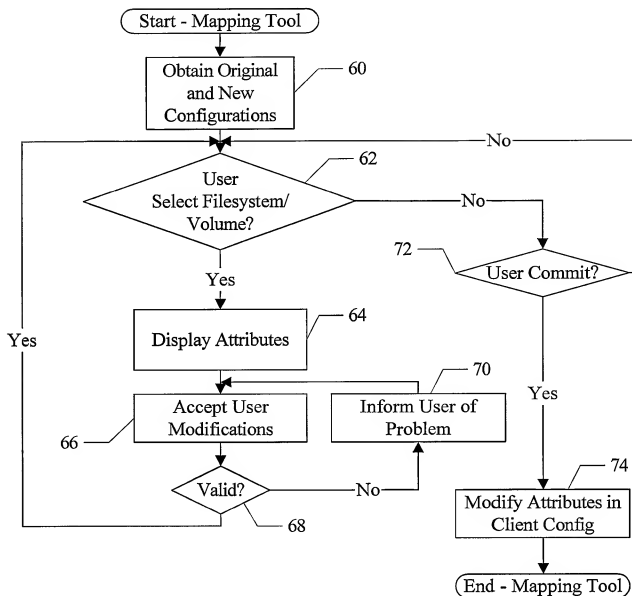 Start - Mapping Tool
Obtain Original
and New
Configurations
60
No
62
User
Select Filesystem/
Volume?
No
72
User Commit?
Yes
Yes
64
Display Attributes
70
Accept User
Modifications
66
Inform User of
Problem
Yes
Valid?
No
68
74
Modify Attributes in
Client Config
End - Mapping Tool